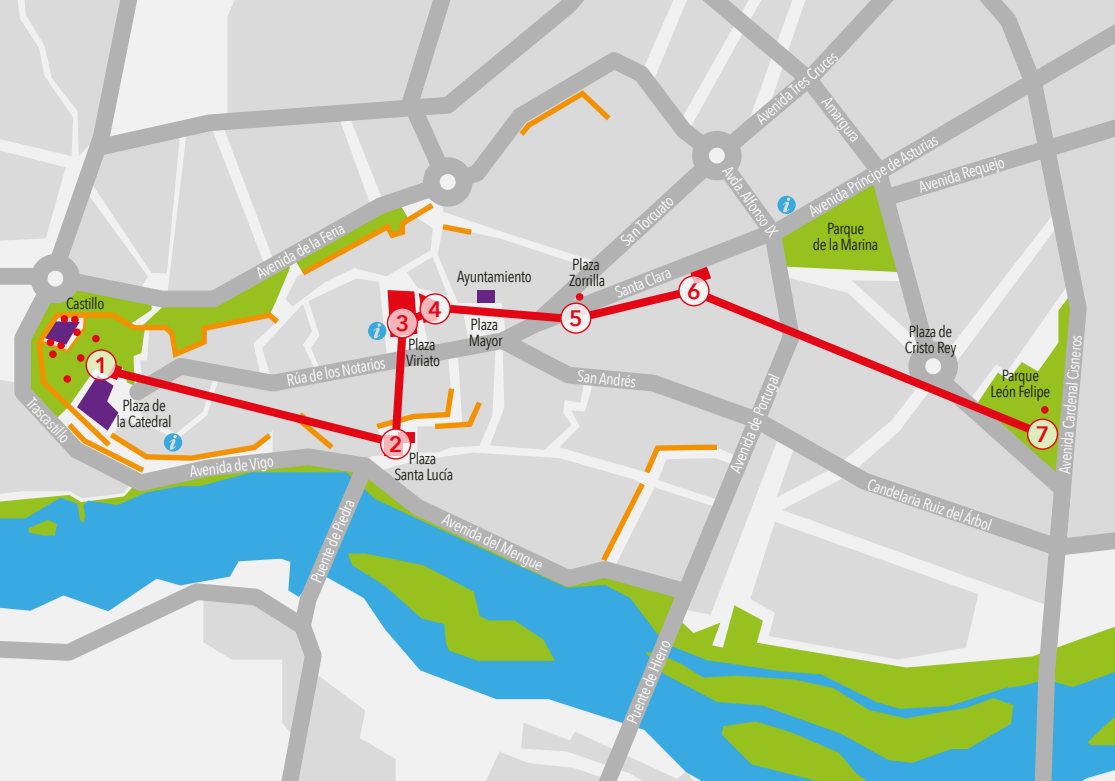 Avenida Tres Cruces
Amargura
Avenida Príncipe de Asturias
Avenida Requejo
Avda. Alfonso IX
i
San Torcuato
Parque
de la Marina
Avenida de la Feria
Plaza
Zorrilla
Santa Clara
Ayuntamiento
6
Castillo
4
3
5
i
Plaza
Mayor
Plaza
Viriato
Plaza de
Cristo Rey
1
Rúa de los Notarios
San Andrés
Parque
León Felipe
Plaza de
la Catedral
Trascastillo
i
2
7
Avenida de Portugal
Avenida Cardenal Cisneros
Plaza
Santa Lucía
Avenida de Vigo
Candelaria Ruiz del Árbol
Puente de Piedra
Avenida del Mengue
Puente de Hierro